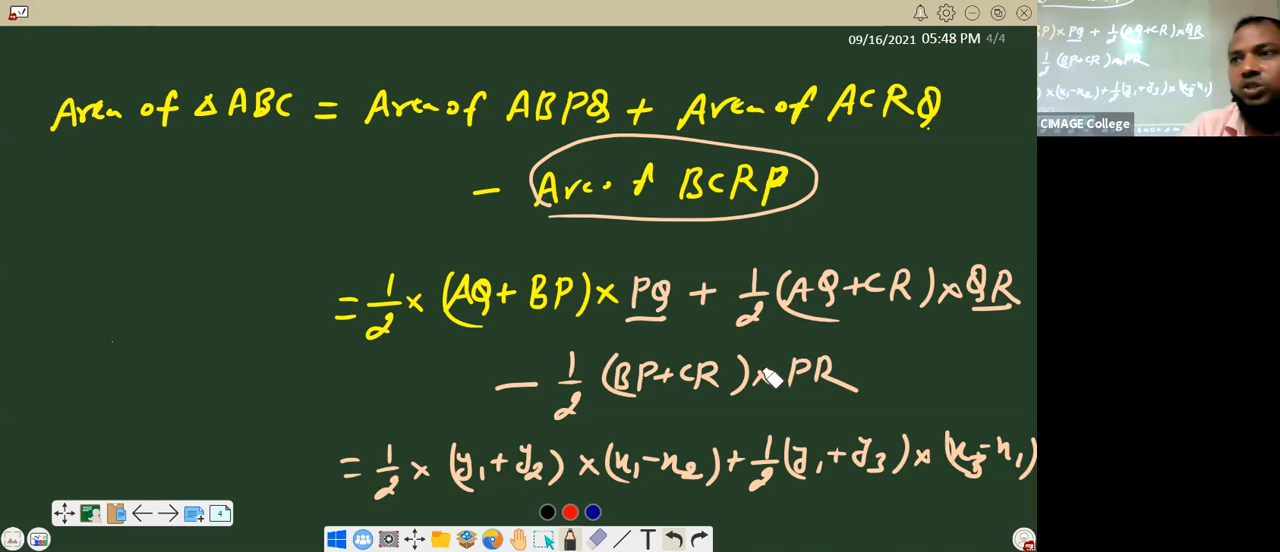 09/16/2021 05:48 PM 4/4
Area of △ABC = Area of ABPQ + Area of ACRQ
− Area of BCRP
= 1/2 × (AQ + BP) × PQ + 1/2 (AQ + CR) × QR
− 1/2 (BP + CR) × PR
= 1/2 × (y₁ + y₂) × (x₁ − x₂) + 1/2 (y₁ + y₃) × (x₃ − x₁)
CIMAGE College
4
T